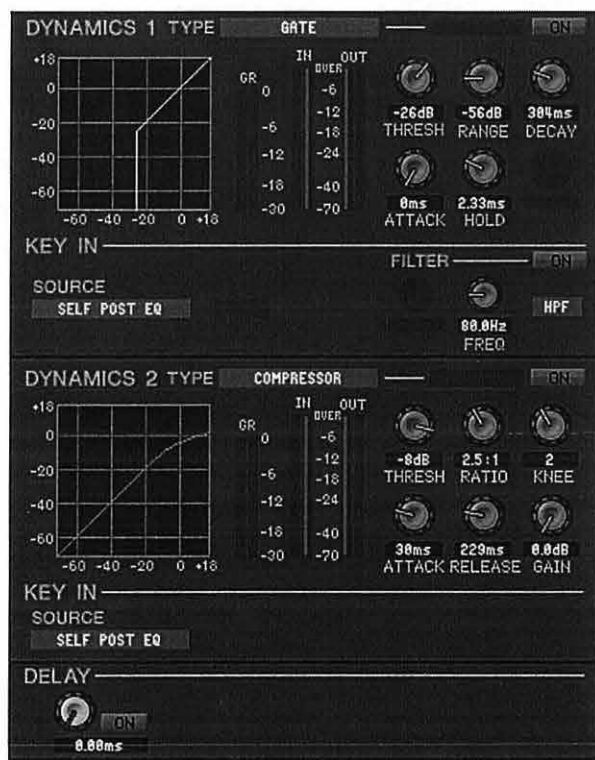 DYNAMICS 1 TYPE GATE ON
IN OUT
+18 GR OVER
0 0 -6
-20 -6 -12
-18
-40 -12 -24
-60 -18 -40
-30 -70
-60 -40 -20 0 +18
-26dB -56dB 304ms
THRESH RANGE DECAY
0ms 2.33ms
ATTACK HOLD
KEY IN
FILTER ON
SOURCE
SELF POST EQ
HPF
80.0Hz
FREQ
DYNAMICS 2 TYPE COMPRESSOR ON
IN OUT
+18 GR OVER
0 0 -6
-12
-20 -6 -18
-40 -12 -24
-60 -18 -40
-30 -70
-60 -40 -20 0 +18
-8dB 2.5:1 2
THRESH RATIO KNEE
30ms 229ms 0.0dB
ATTACK RELEASE GAIN
KEY IN
SOURCE
SELF POST EQ
DELAY
ON
0.00ms